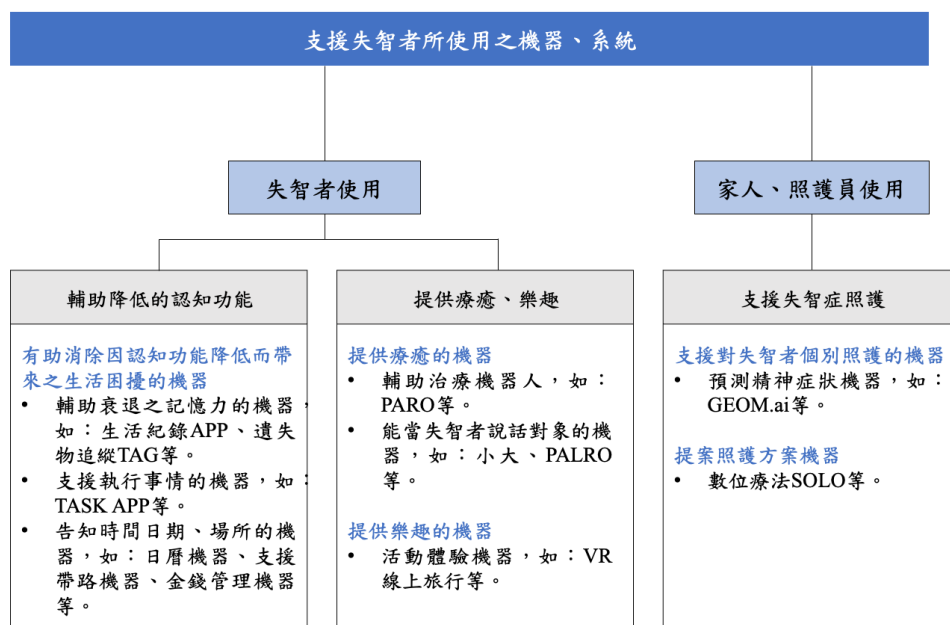 支援失智者所使用之機器、系統
失智者使用
家人、照護員使用
輔助降低的認知功能
有助消除因認知功能降低而帶
來之生活困擾的機器
• 輔助衰退之記憶力的機器，
如：生活紀錄APP、遺失
物追蹤TAG等。
• 支援執行事情的機器，如：
TASK APP等。
• 告知時間日期、場所的機
器，如：日曆機器、支援
帶路機器、金錢管理機器
等。
提供療癒、樂趣
提供療癒的機器
• 輔助治療機器人，如：
PARO等。
• 能當失智者說話對象的機
器，如：小大、PALRO
等。
提供樂趣的機器
• 活動體驗機器，如：VR
線上旅行等。
支援失智症照護
支援對失智者個別照護的機器
• 預測精神症狀機器，如：
GEOM.ai等。
提案照護方案機器
• 數位療法SOLO等。